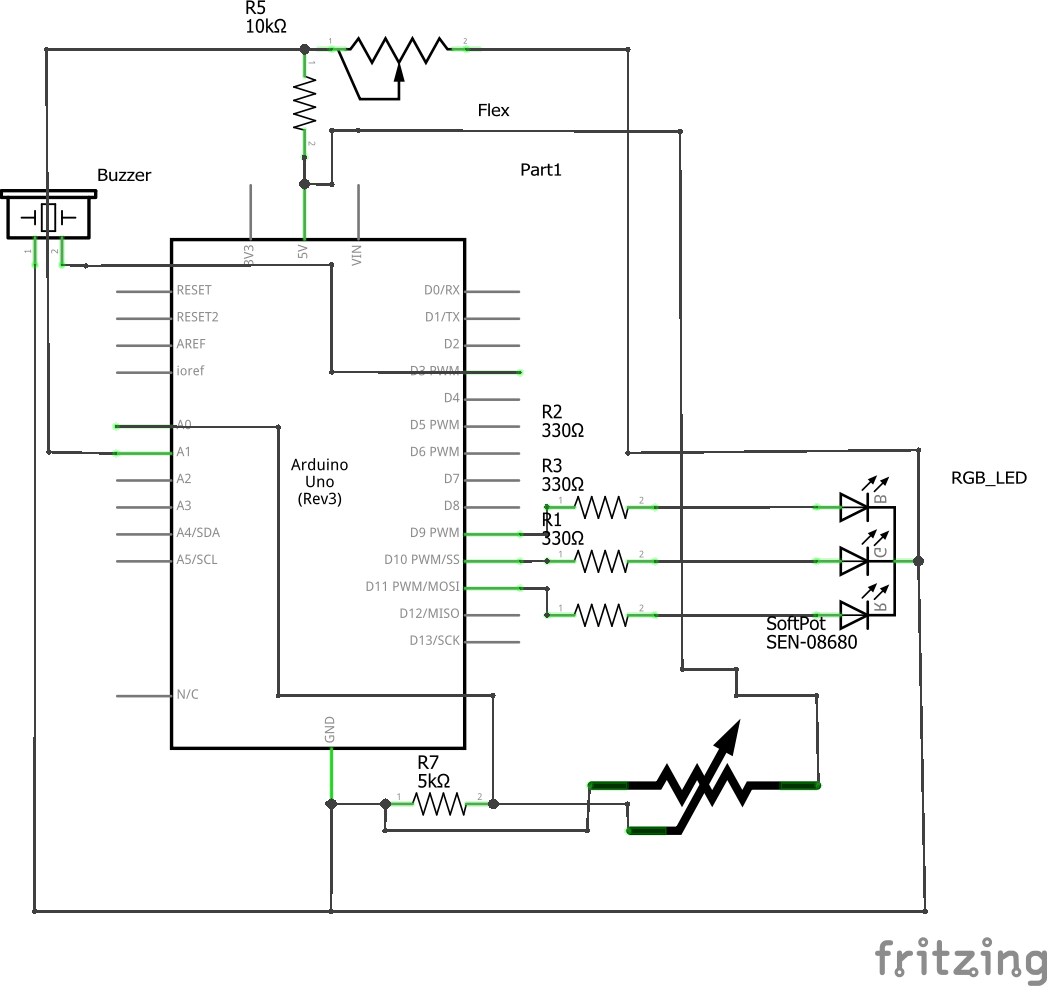 R5
10kΩ
1
2
1
2
Flex
Part1
Buzzer
1
2
3V3
5V
VIN
RESET
D0/RX
RESET2
D1/TX
AREF
D2
ioref
D3 PWM
D4
A0
D5 PWM
A1
D6 PWM
A2
D7
A3
D8
A4/SDA
D9 PWM
A5/SCL
D10 PWM/SS
D11 PWM/MOSI
D12/MISO
D13/SCK
N/C
GND
Arduino
Uno
(Rev3)
R2
330Ω
R3
330Ω
1
2
R1
330Ω
1
2
1
2
RGB_LED
B
G
R
SoftPot
SEN-08680
R7
5kΩ
1
2
fritzing